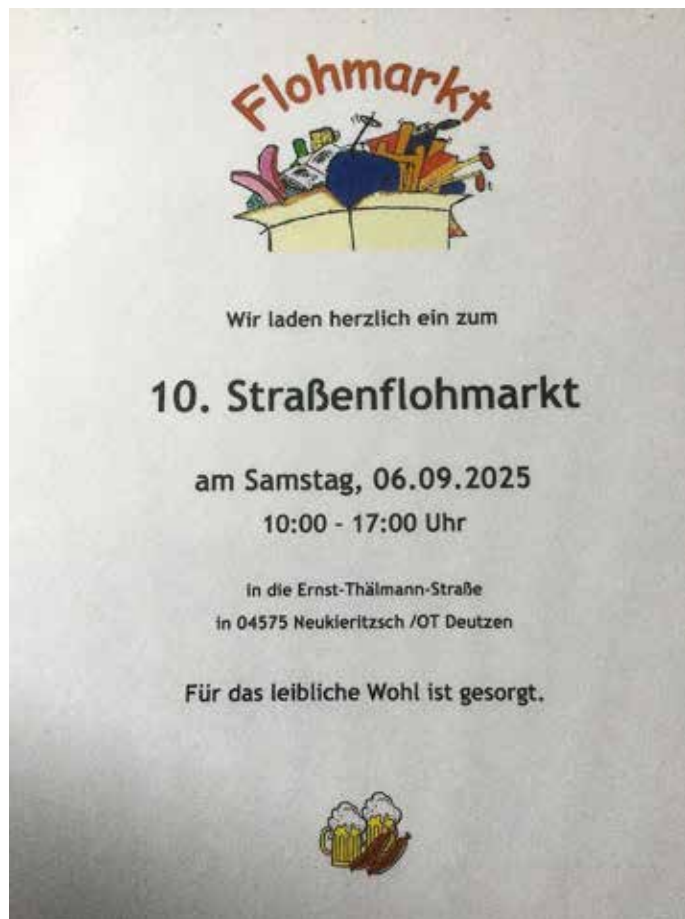 Flohmarkt
Wir laden herzlich ein zum
10. Straßenflohmarkt
am Samstag, 06.09.2025
10:00 - 17:00 Uhr
in die Ernst-Thälmann-Straße
in 04575 Neukieritzsch /OT Deutzen
Für das leibliche Wohl ist gesorgt.